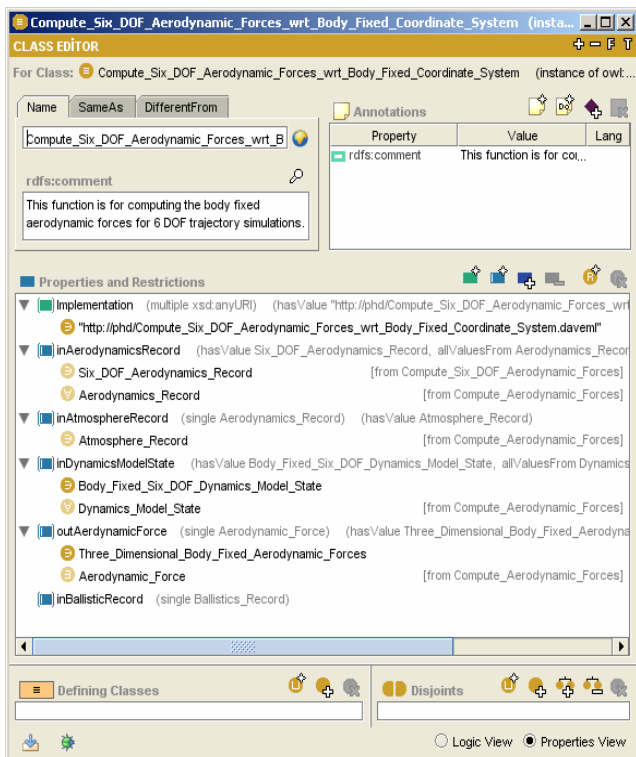 Compute_Six_DOF_Aerodynamic_Forces_wrt_Body_Fixed_Coordinate_System (insta...
CLASS EDİTOR
F T
For Class: Compute_Six_DOF_Aerodynamic_Forces_wrt_Body_Fixed_Coordinate_System (instance of owl:...
Name SameAs DifferentFrom
Compute_Six_DOF_Aerodynamic_Forces_wrt_B
rdfs:comment
This function is for computing the body fixed
aerodynamic forces for 6 DOF trajectory simulations.
Annotations
Property Value Lang
rdfs:comment This function is for co...
Properties and Restrictions
Implementation (multiple xsd:anyURI) (hasValue "http://phd/Compute_Six_DOF_Aerodynamic_Forces_wrt
"http://phd/Compute_Six_DOF_Aerodynamic_Forces_wrt_Body_Fixed_Coordinate_System.daveml"
inAerodynamicsRecord (hasValue Six_DOF_Aerodynamics_Record, allValuesFrom Aerodynamics_Recor
Six_DOF_Aerodynamics_Record [from Compute_Six_DOF_Aerodynamic_Forces]
Aerodynamics_Record [from Compute_Aerodynamic_Forces]
inAtmosphereRecord (single Aerodynamics_Record) (hasValue Atmosphere_Record)
Atmosphere_Record [from Compute_Aerodynamic_Forces]
inDynamicsModelState (hasValue Body_Fixed_Six_DOF_Dynamics_Model_State, allValuesFrom Dynamics
Body_Fixed_Six_DOF_Dynamics_Model_State
Dynamics_Model_State [from Compute_Aerodynamic_Forces]
outAerdynamicForce (single Aerodynamic_Force) (hasValue Three_Dimensional_Body_Fixed_Aerodyna
Three_Dimensional_Body_Fixed_Aerodynamic_Forces
Aerodynamic_Force [from Compute_Aerodynamic_Forces]
inBallisticRecord (single Ballistics_Record)
Defining Classes
Disjoints
Logic View Properties View